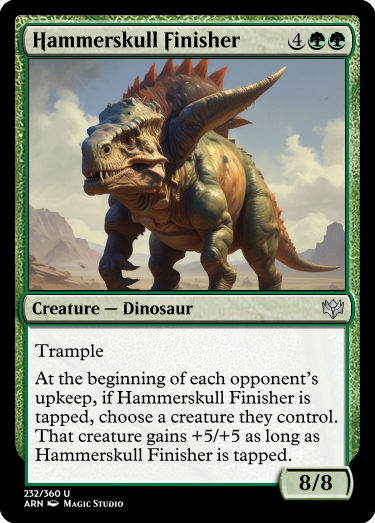 Hammerskull Finisher 4
Creature — Dinosaur
Trample
At the beginning of each opponent's
upkeep, if Hammerskull Finisher is
tapped, choose a creature they control.
That creature gains +5/+5 as long as
Hammerskull Finisher is tapped.
8/8
232/360 U
ARN Magic Studio